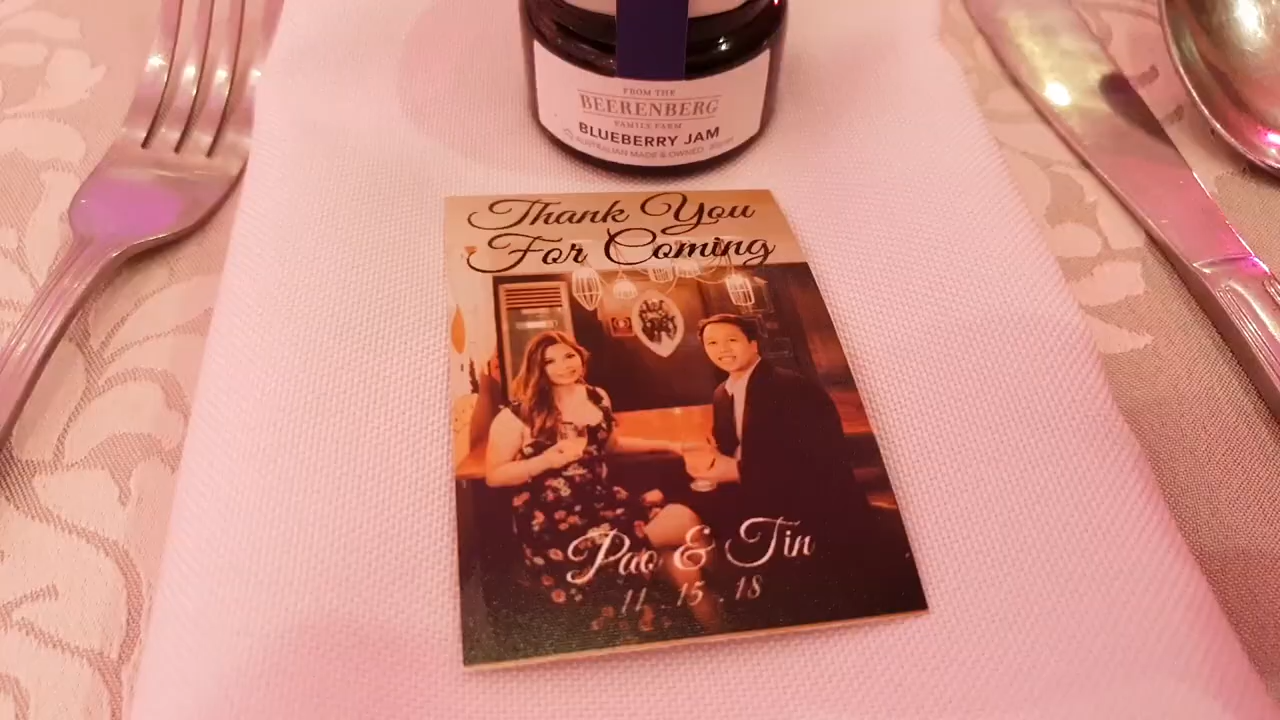 FROM THE
BEERENBERG
FAMILY FARM
BLUEBERRY JAM
AUSTRALIAN MADE & OWNED
Thank You
For Coming
Pao & Tin
11 . 15 . 18